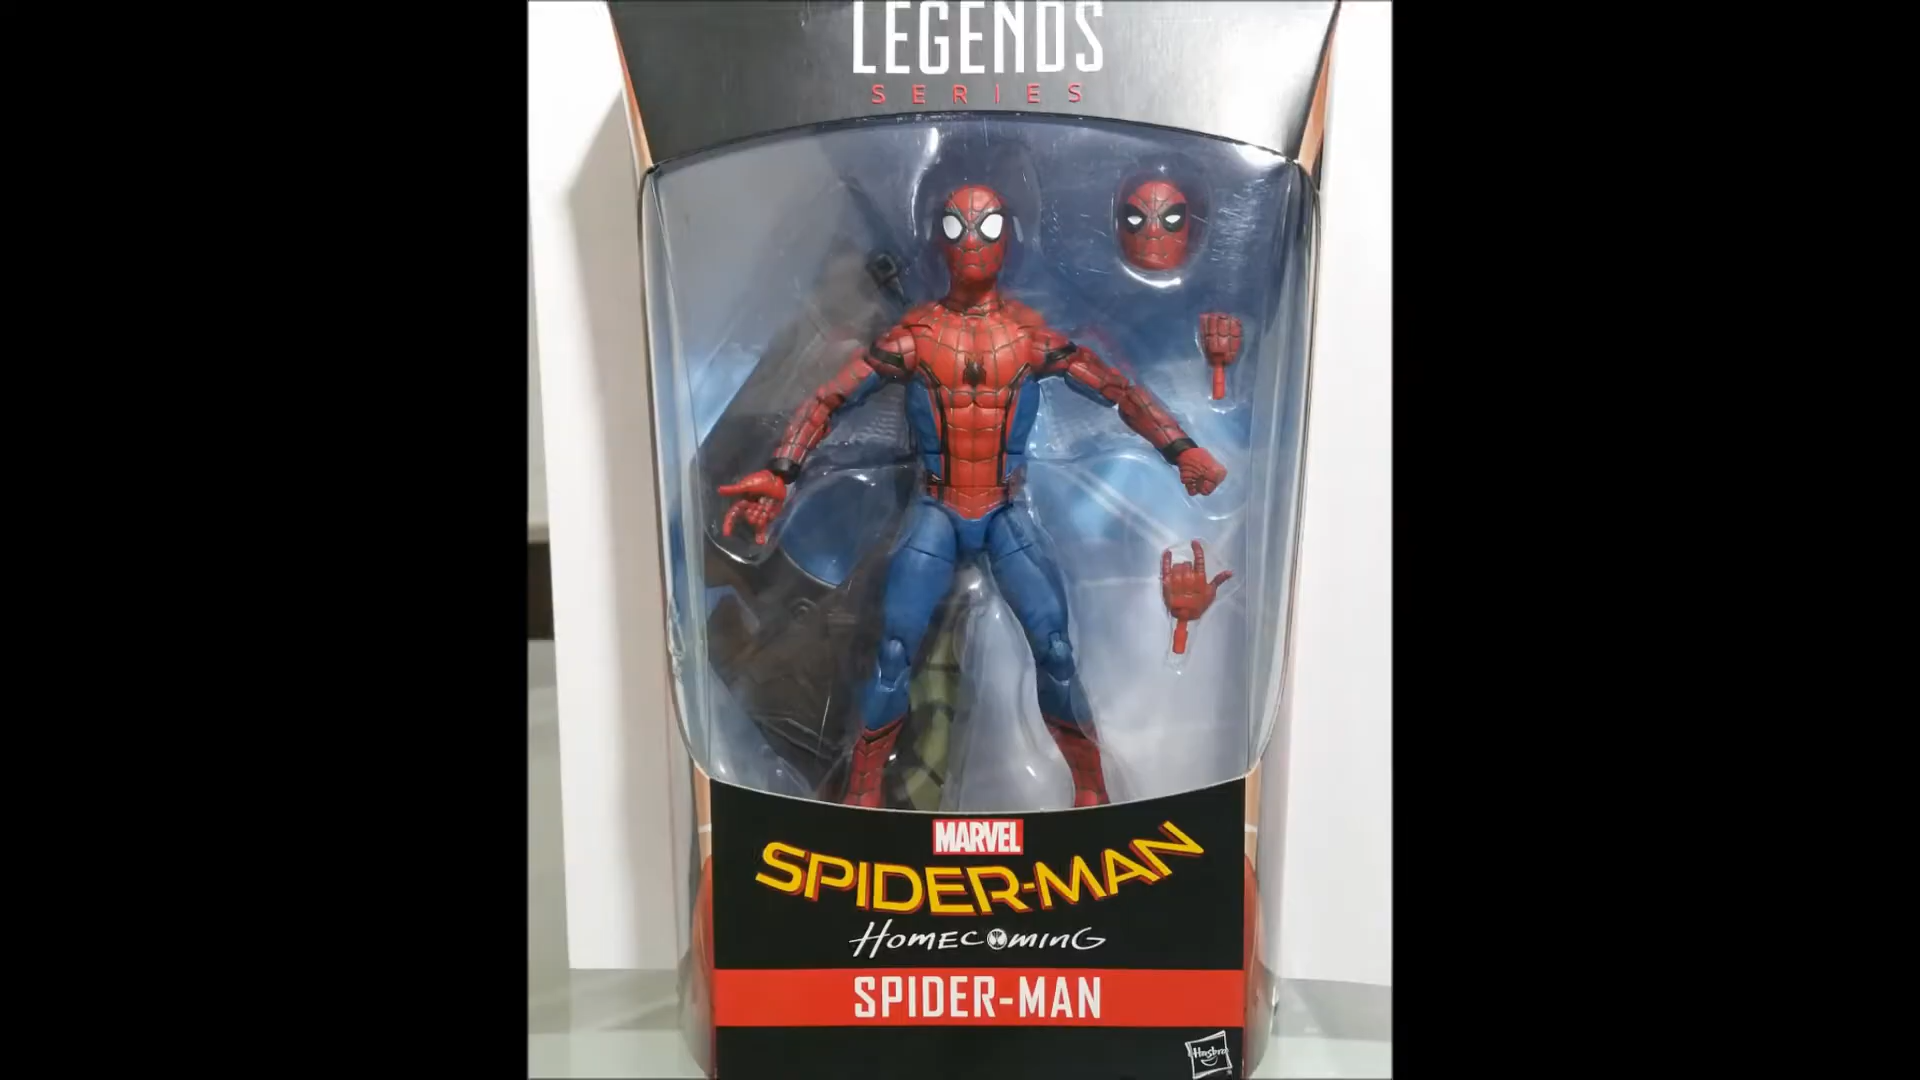 LEGENDS
SERIES
MARVEL
SPIDER-MAN
HOMECOMING
SPIDER-MAN
Hasbro